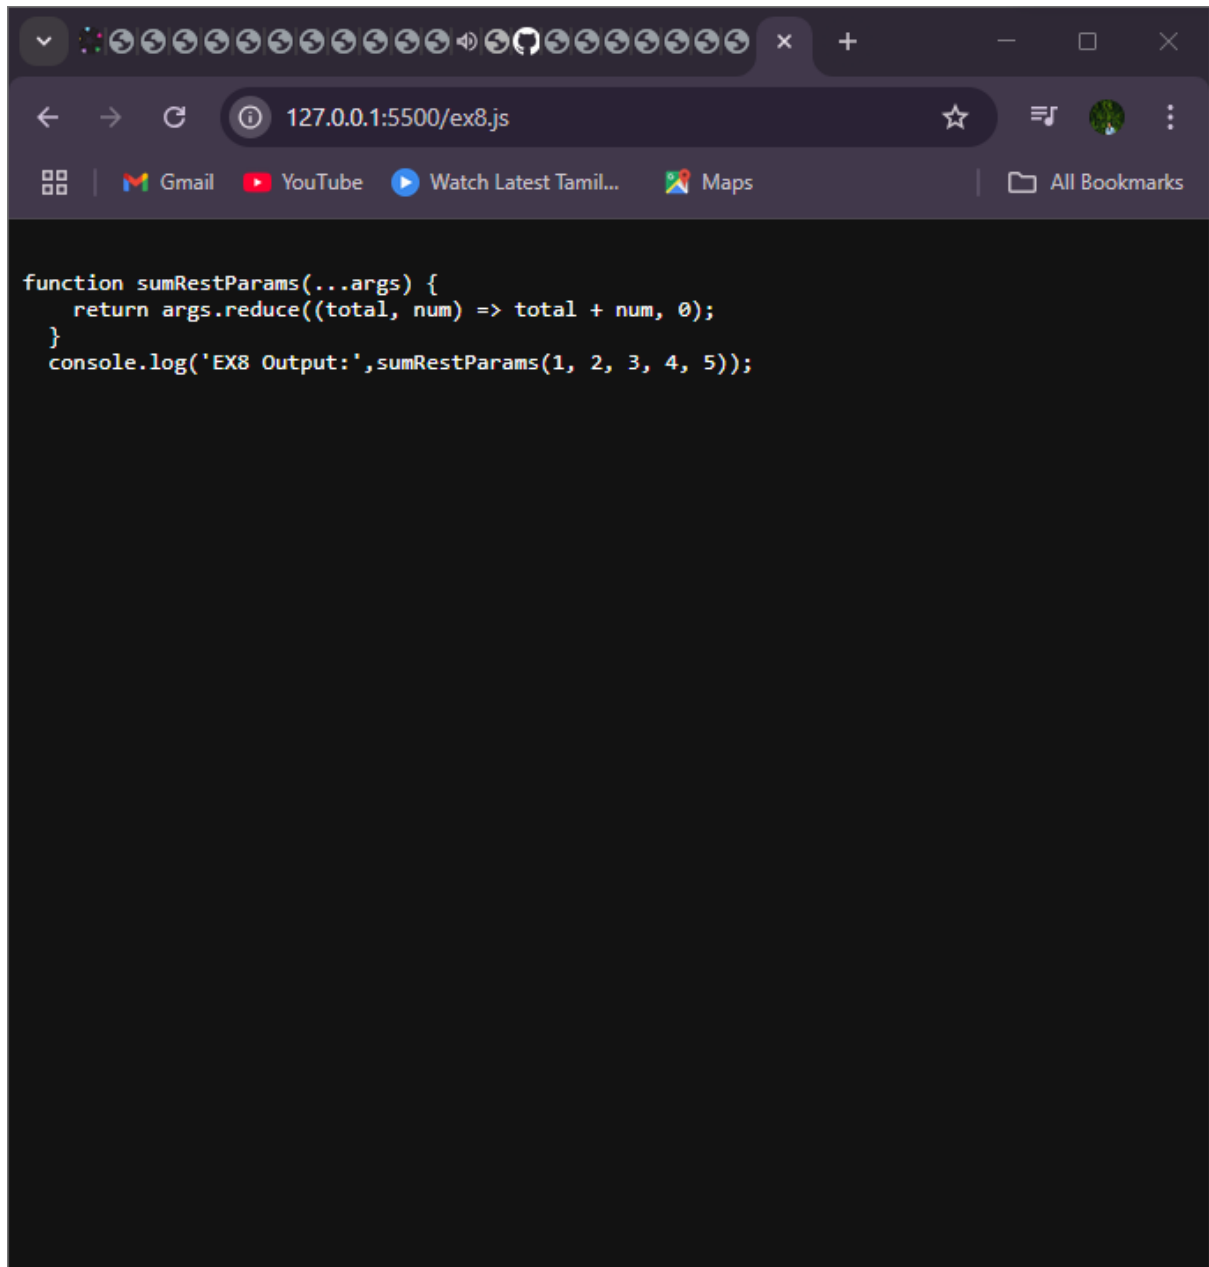 127.0.0.1:5500/ex8.js
Gmail YouTube Watch Latest Tamil... Maps All Bookmarks
function sumRestParams(...args) {
    return args.reduce((total, num) => total + num, 0);
  }
  console.log('EX8 Output:',sumRestParams(1, 2, 3, 4, 5));